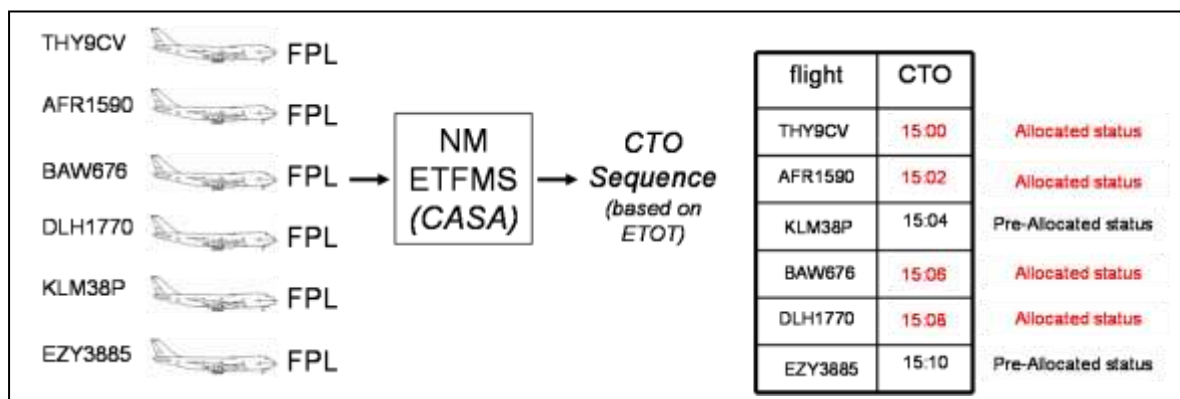 THY9CV FPL
AFR1590 FPL
BAW676 FPL
DLH1770 FPL
KLM38P FPL
EZY3885 FPL
NM
ETFMS
(CASA)
CTO
Sequence
(based on
ETOT)
flight CTO
THY9CV 15:00 Allocated status
AFR1590 15:02 Allocated status
KLM38P 15:04 Pre-Allocated status
BAW676 15:06 Allocated status
DLH1770 15:08 Allocated status
EZY3885 15:10 Pre-Allocated status